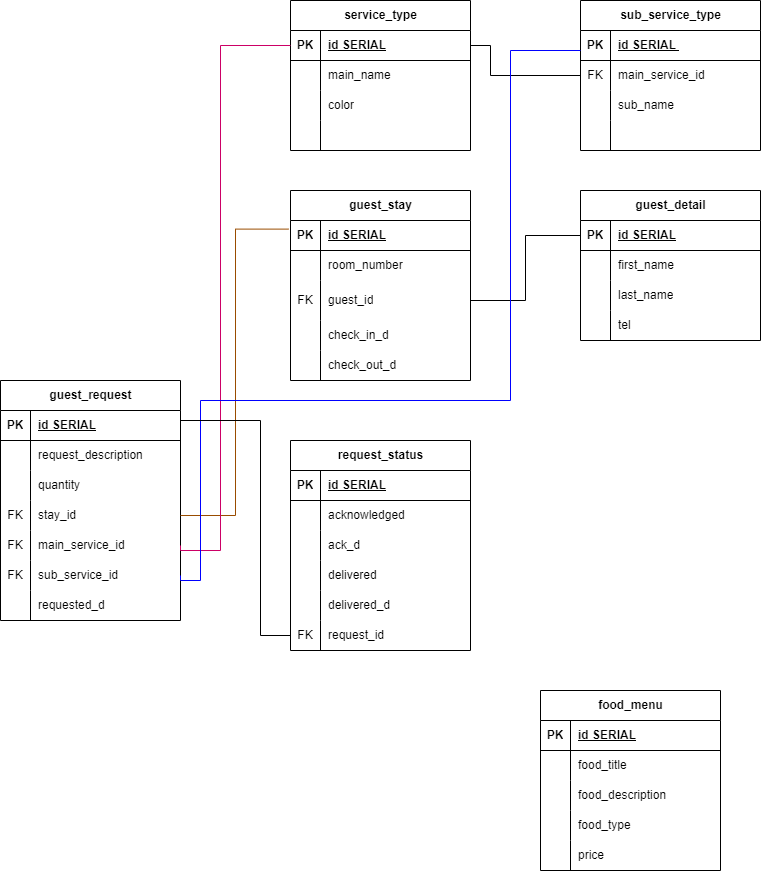 service_type
PK id SERIAL
main_name
color
sub_service_type
PK id SERIAL
FK main_service_id
sub_name
guest_stay
PK id SERIAL
room_number
FK guest_id
check_in_d
check_out_d
guest_detail
PK id SERIAL
first_name
last_name
tel
guest_request
PK id SERIAL
request_description
quantity
FK stay_id
FK main_service_id
FK sub_service_id
requested_d
request_status
PK id SERIAL
acknowledged
ack_d
delivered
delivered_d
FK request_id
food_menu
PK id SERIAL
food_title
food_description
food_type
price